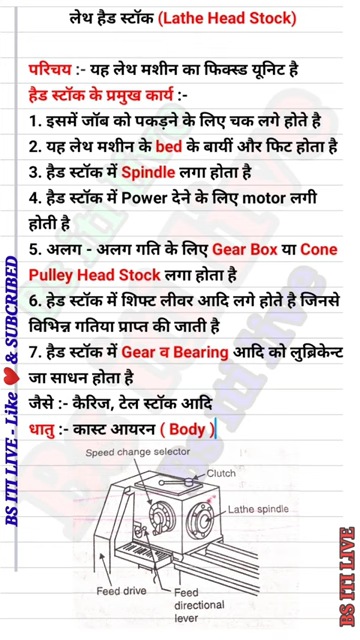 लेथ हैड स्टॉक (Lathe Head Stock)
परिचय :- यह लेथ मशीन का फिक्स्ड यूनिट है
हैड स्टॉक के प्रमुख कार्य :-
1. इसमें जॉब को पकड़ने के लिए चक लगे होते है
2. यह लेथ मशीन के bed के बायीं और फिट होता है
3. हैड स्टॉक में Spindle लगा होता है
4. हैड स्टॉक में Power देने के लिए motor लगी
होती है
5. अलग - अलग गति के लिए Gear Box या Cone
Pulley Head Stock लगा होता है
6. हेड स्टॉक में शिफ्ट लीवर आदि लगे होते है जिनसे
विभिन्न गतिया प्राप्त की जाती है
7. हैड स्टॉक में Gear व Bearing आदि को लुब्रिकेन्ट
जा साधन होता है
जैसे :- कैरिज, टेल स्टॉक आदि
धातु :- कास्ट आयरन ( Body )
Speed change selector
Clutch
Lathe spindle
Feed drive
Feed
directional
lever
BS ITI LIVE - Like ❤️ & SUBCRIBED
BS ITI LIVE